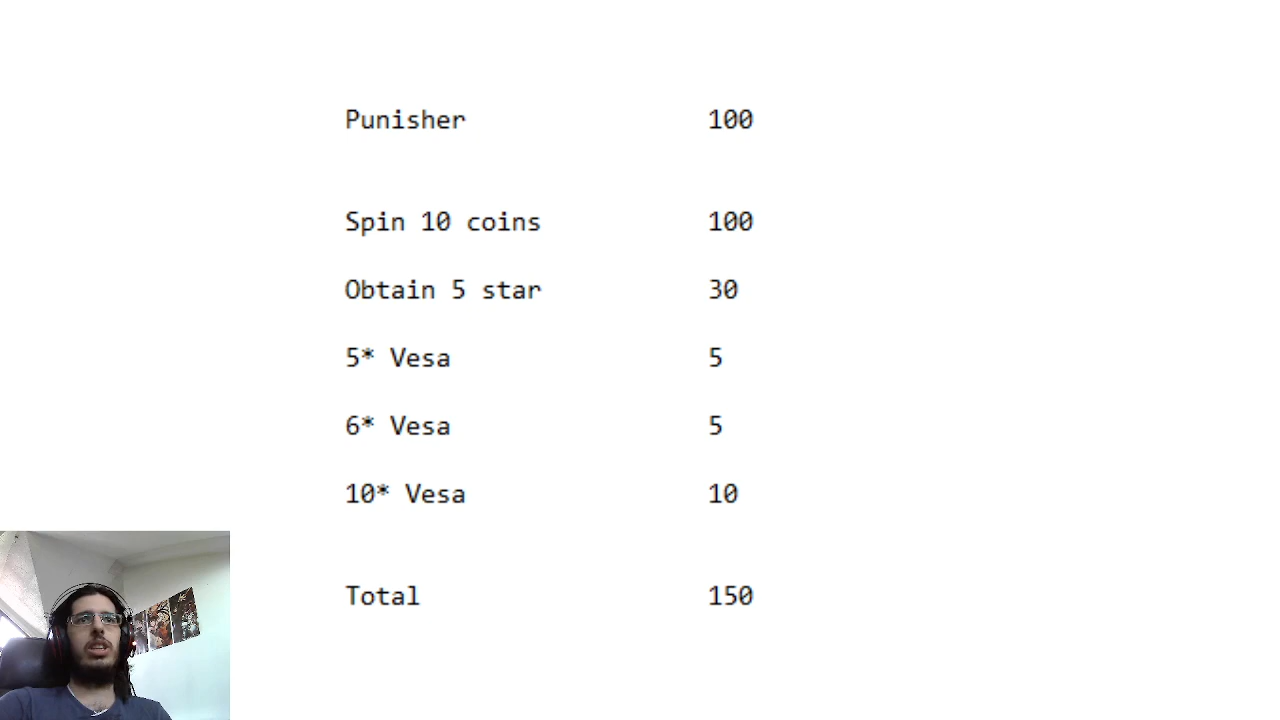 Punisher 100
Spin 10 coins 100
Obtain 5 star 30
5* Vesa 5
6* Vesa 5
10* Vesa 10
Total 150